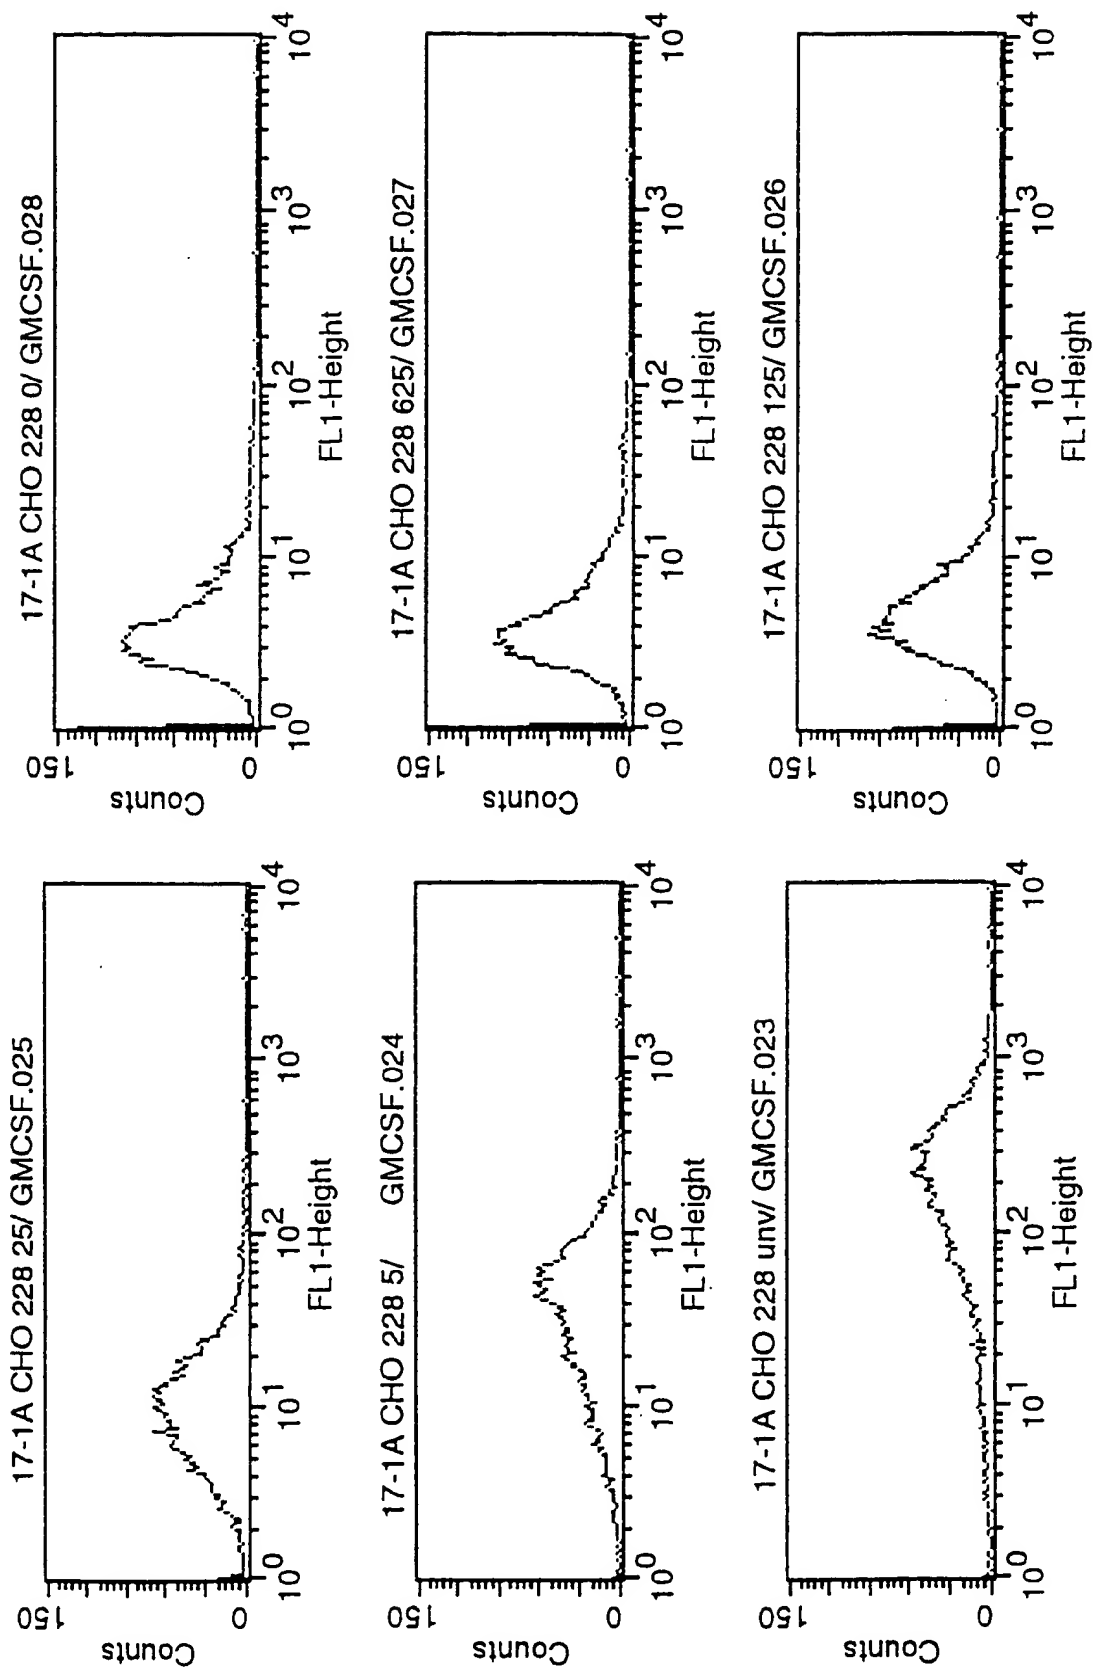 17-1A CHO 228 25/ GMCSF.025
150
Counts
0
10^0 10^1 10^2 10^3 10^4
FL1-Height
17-1A CHO 228 0/ GMCSF.028
150
Counts
0
10^0 10^1 10^2 10^3 10^4
FL1-Height
17-1A CHO 228 5/ GMCSF.024
150
Counts
0
10^0 10^1 10^2 10^3 10^4
FL1-Height
17-1A CHO 228 625/ GMCSF.027
150
Counts
0
10^0 10^1 10^2 10^3 10^4
FL1-Height
17-1A CHO 228 unv/ GMCSF.023
150
Counts
0
10^0 10^1 10^2 10^3 10^4
FL1-Height
17-1A CHO 228 125/ GMCSF.026
150
Counts
0
10^0 10^1 10^2 10^3 10^4
FL1-Height